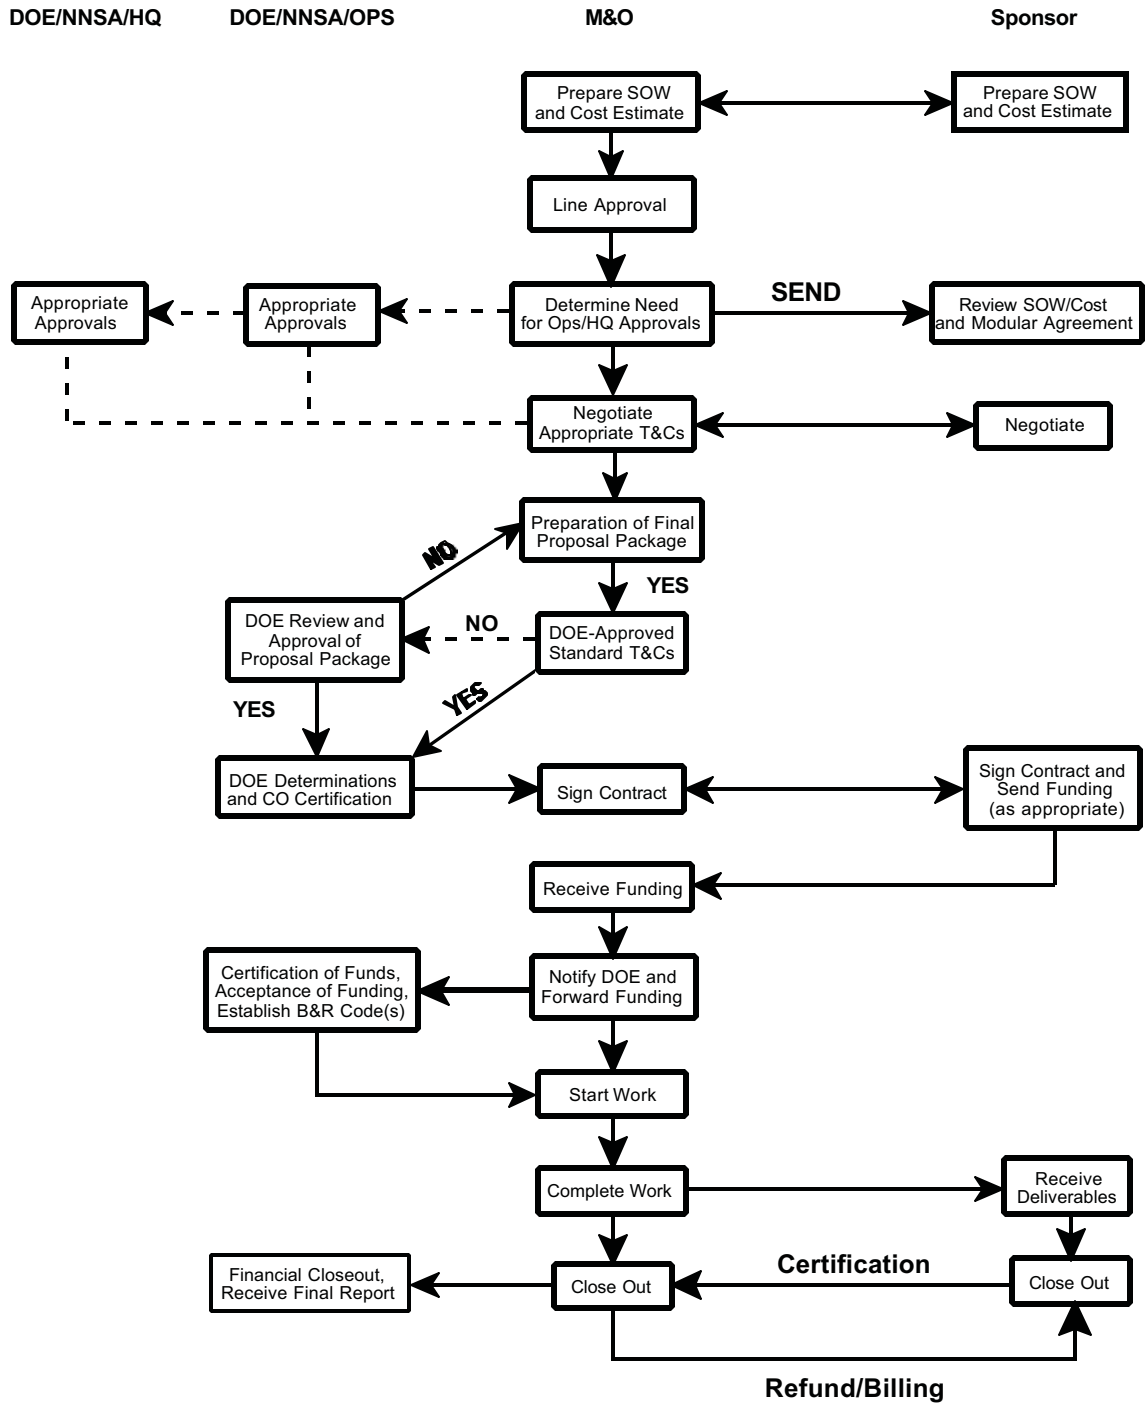 DOE/NNSA/HQ
DOE/NNSA/OPS
M&O
Sponsor
Prepare SOW
and Cost Estimate
Prepare SOW
and Cost Estimate
Line Approval
Appropriate
Approvals
Appropriate
Approvals
Determine Need
for Ops/HQ Approvals
SEND
Review SOW/Cost
and Modular Agreement
Negotiate
Appropriate T&Cs
Negotiate
Preparation of Final
Proposal Package
NO
YES
DOE Review and
Approval of
Proposal Package
NO
DOE-Approved
Standard T&Cs
YES
YES
DOE Determinations
and CO Certification
Sign Contract
Sign Contract and
Send Funding
(as appropriate)
Receive Funding
Certification of Funds,
Acceptance of Funding,
Establish B&R Code(s)
Notify DOE and
Forward Funding
Start Work
Complete Work
Receive
Deliverables
Financial Closeout,
Receive Final Report
Close Out
Certification
Close Out
Refund/Billing